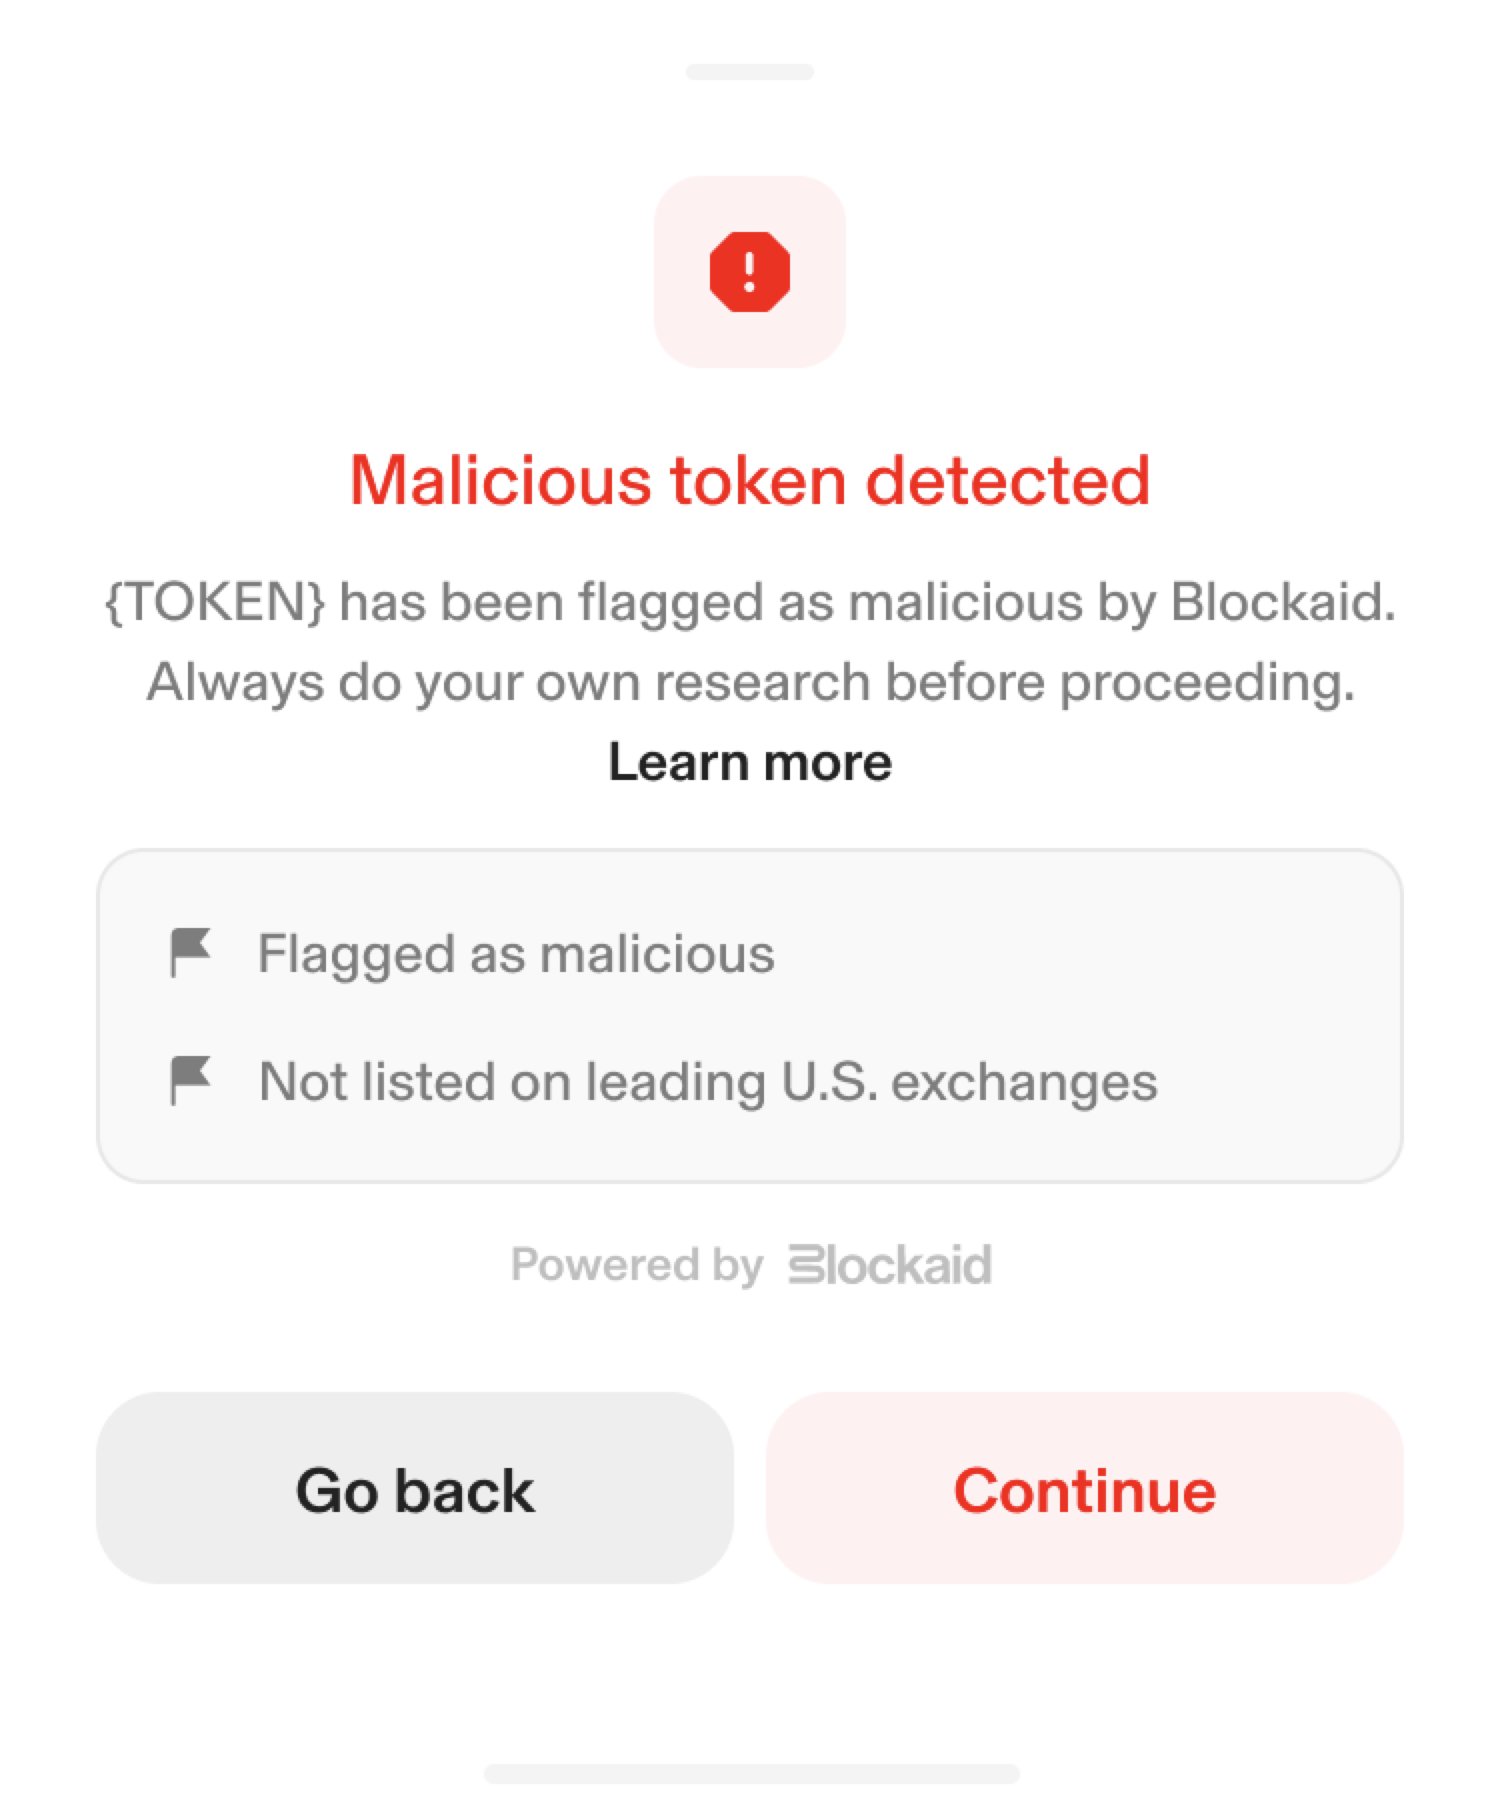 Malicious token detected
{TOKEN} has been flagged as malicious by Blockaid.
Always do your own research before proceeding.
Learn more
Flagged as malicious
Not listed on leading U.S. exchanges
Powered by Blockaid
Go back
Continue